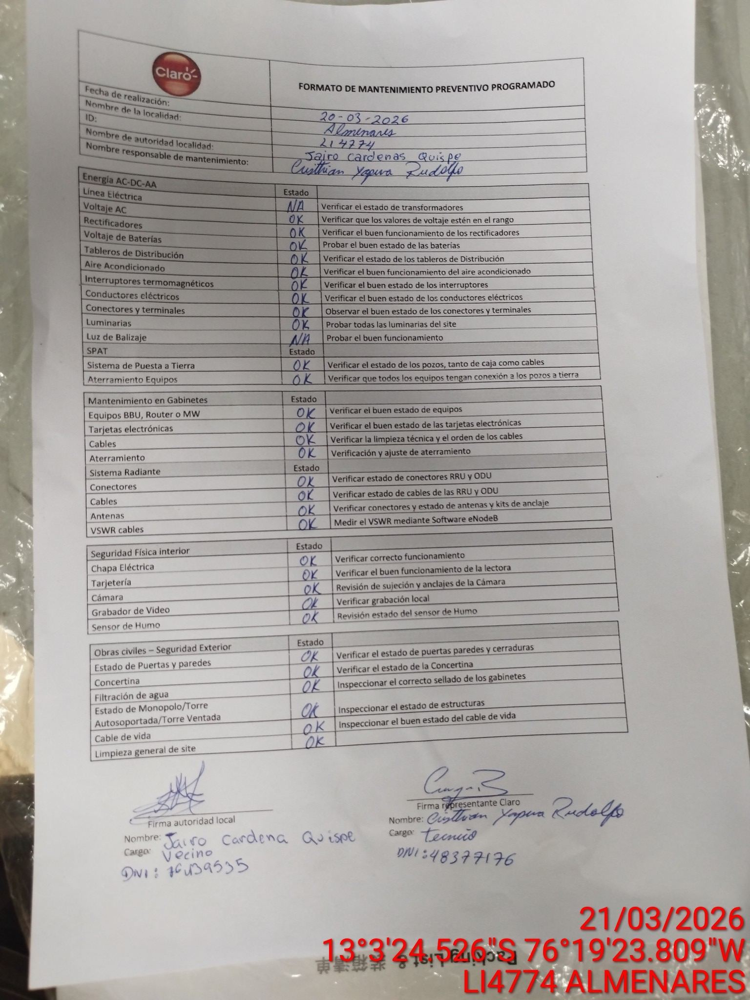 Claro
FORMATO DE MANTENIMIENTO PREVENTIVO PROGRAMADO
Fecha de realización: 20-03-2026
Nombre de la localidad: Almenares
ID: LI4774
Nombre de autoridad localidad: Jairo Cardenas Quispe
Nombre responsable de mantenimiento: Cristhian Yapura Rudolfo
Energía AC-DC-AA Estado
Línea Eléctrica NA Verificar el estado de transformadores
Voltaje AC OK Verificar que los valores de voltaje estén en el rango
Rectificadores OK Verificar el buen funcionamiento de los rectificadores
Voltaje de Baterías OK Probar el buen estado de las baterías
Tableros de Distribución OK Verificar el estado de los tableros de Distribución
Aire Acondicionado OK Verificar el buen funcionamiento del aire acondicionado
Interruptores termomagnéticos OK Verificar el buen estado de los interruptores
Conductores eléctricos OK Verificar el buen estado de los conductores eléctricos
Conectores y terminales OK Observar el buen estado de los conectores y terminales
Luminarias OK Probar todas las luminarias del site
Luz de Balizaje NA Probar el buen funcionamiento
SPAT Estado
Sistema de Puesta a Tierra OK Verificar el estado de los pozos, tanto de caja como cables
Aterramiento Equipos OK Verificar que todos los equipos tengan conexión a los pozos a tierra
Mantenimiento en Gabinetes Estado
Equipos BBU, Router o MW OK Verificar el buen estado de equipos
Tarjetas electrónicas OK Verificar el buen estado de las tarjetas electrónicas
Cables OK Verificar la limpieza técnica y el orden de los cables
Aterramiento OK Verificación y ajuste de aterramiento
Sistema Radiante Estado
Conectores OK Verificar estado de conectores RRU y ODU
Cables OK Verificar estado de cables de las RRU y ODU
Antenas OK Verificar conectores y estado de antenas y kits de anclaje
VSWR cables OK Medir el VSWR mediante Software eNodeB
Seguridad Física interior Estado
Chapa Eléctrica OK Verificar correcto funcionamiento
Tarjetería OK Verificar el buen funcionamiento de la lectora
Cámara OK Revisión de sujeción y anclajes de la Cámara
Grabador de Video OK Verificar grabación local
Sensor de Humo OK Revisión estado del sensor de Humo
Obras civiles – Seguridad Exterior Estado
Estado de Puertas y paredes OK Verificar el estado de puertas paredes y cerraduras
Concertina OK Verificar el estado de la Concertina
Filtración de agua OK Inspeccionar el correcto sellado de los gabinetes
Estado de Monopolo/Torre
Autosoportada/Torre Ventada OK Inspeccionar el estado de estructuras
Cable de vida OK Inspeccionar el buen estado del cable de vida
Limpieza general de site OK
Firma autoridad local
Nombre: Jairo Cardena Quispe
Cargo: Vecino
DNI:
Firma representante Claro
Nombre: Cristhian Yapura Rudolfo
Cargo: Tecnico
DNI: 48377176
Packing List & 装箱清单
21/03/2026
13°3'24.526"S 76°19'23.809"W
LI4774 ALMENARES